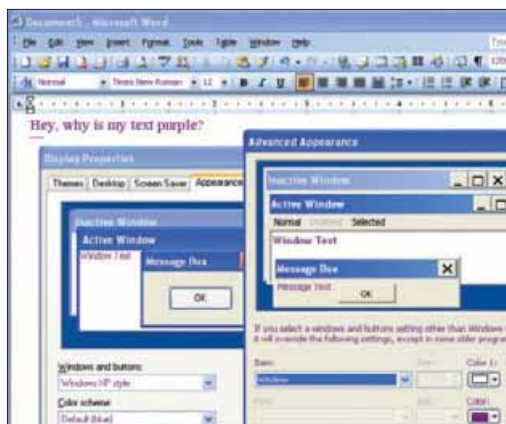 Document5 - Microsoft Word
File Edit View Insert Format Tools Table Window Help
Normal Times New Roman 12 B I U
Hey, why is my text purple?
Display Properties
Themes Desktop Screen Saver Appearance
Inactive Window
Active Window
Window Text
Message Box
OK
Windows and buttons:
Windows XP style
Color scheme:
Default (blue)
Advanced Appearance
Inactive Window
Active Window
Normal Disabled Selected
Window Text
Message Box
Message Text
OK
If you select a windows and buttons setting other than Windows
it will override the following settings, except in some older progra
Item:
Size:
Color 1:
Window
Font:
Size:
Color: